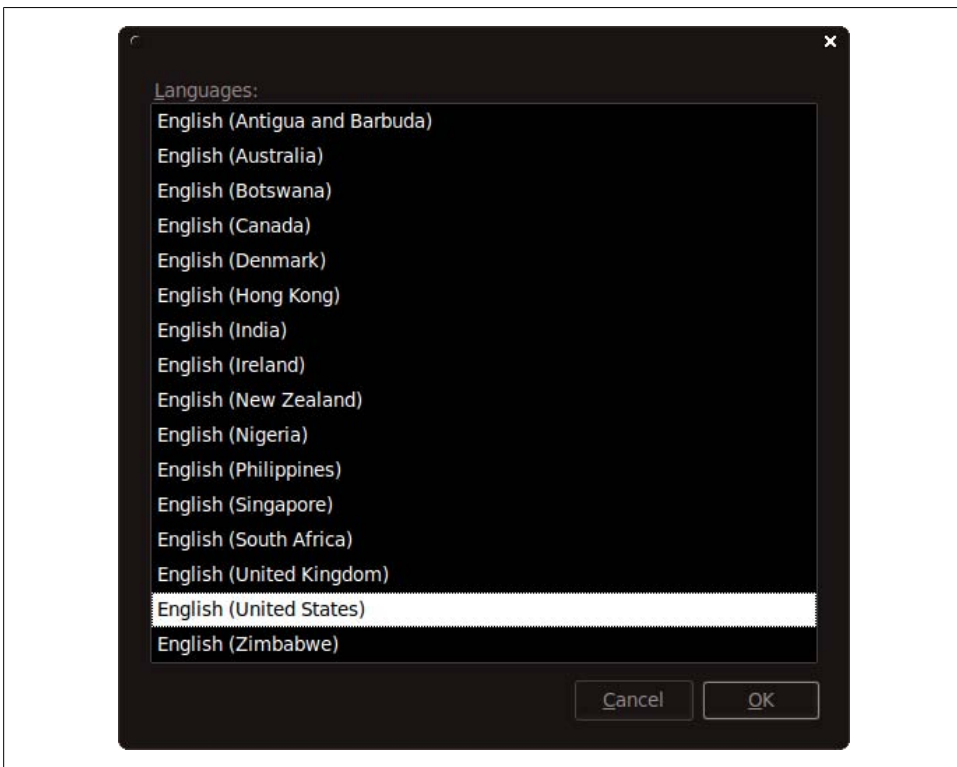 Languages:
English (Antigua and Barbuda)
English (Australia)
English (Botswana)
English (Canada)
English (Denmark)
English (Hong Kong)
English (India)
English (Ireland)
English (New Zealand)
English (Nigeria)
English (Philippines)
English (Singapore)
English (South Africa)
English (United Kingdom)
English (United States)
English (Zimbabwe)
Cancel OK